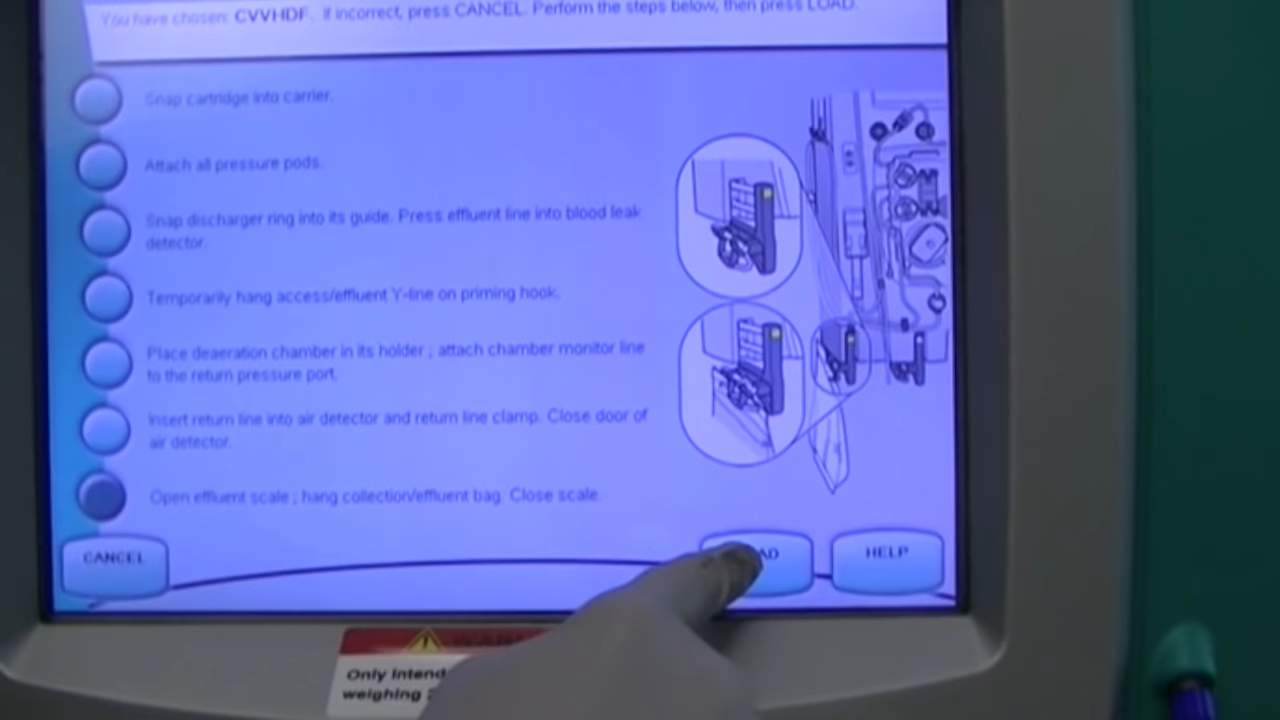 You have chosen: CVVHDF. If incorrect, press CANCEL. Perform the steps below, then press LOAD.
Snap cartridge into carrier.
Attach all pressure pods.
Snap discharger ring into its guide. Press effluent line into blood leak
detector.
Temporarily hang access/effluent Y-line on priming hook.
Place deaeration chamber in its holder ; attach chamber monitor line
to the return pressure port.
Insert return line into air detector and return line clamp. Close door of
air detector.
Open effluent scale ; hang collection/effluent bag. Close scale.
CANCEL
AD
HELP
Only Intend
weighing